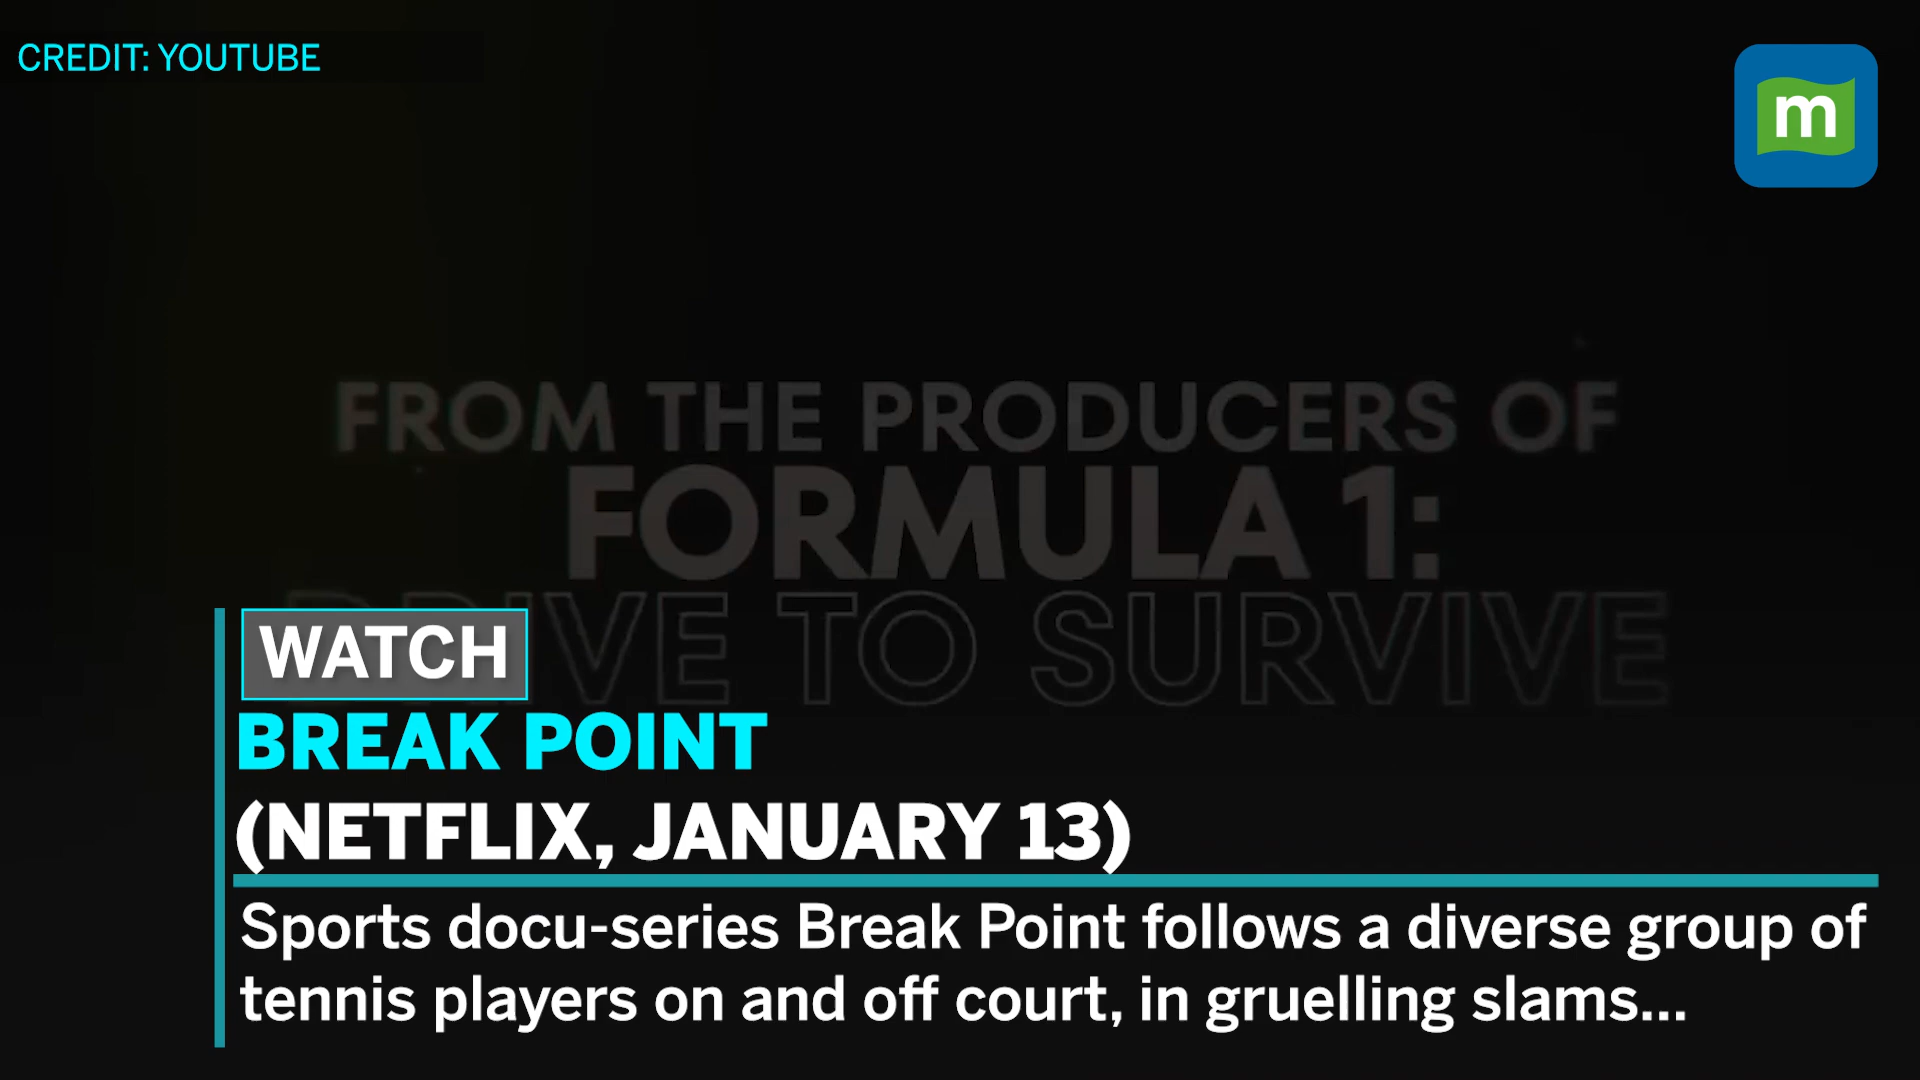 CREDIT: YOUTUBE
m
FROM THE PRODUCERS OF
FORMULA 1:
DRIVE TO SURVIVE
WATCH
BREAK POINT
(NETFLIX, JANUARY 13)
Sports docu-series Break Point follows a diverse group of
tennis players on and off court, in gruelling slams...